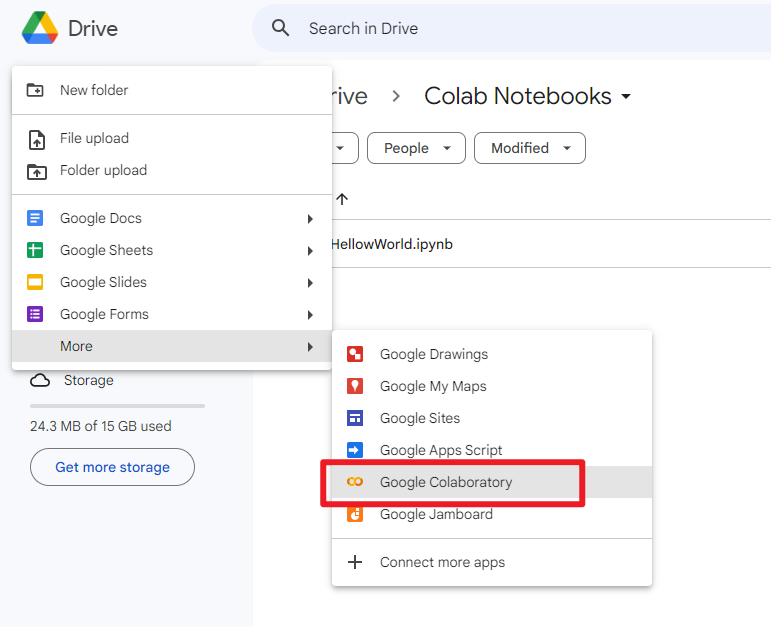 Drive
Search in Drive
New folder
rive > Colab Notebooks
File upload
People
Modified
Folder upload
Google Docs
HellowWorld.ipynb
Google Sheets
Google Slides
Google Forms
More
Google Drawings
Storage
Google My Maps
Google Sites
24.3 MB of 15 GB used
Google Apps Script
Get more storage
Google Colaboratory
Google Jamboard
Connect more apps